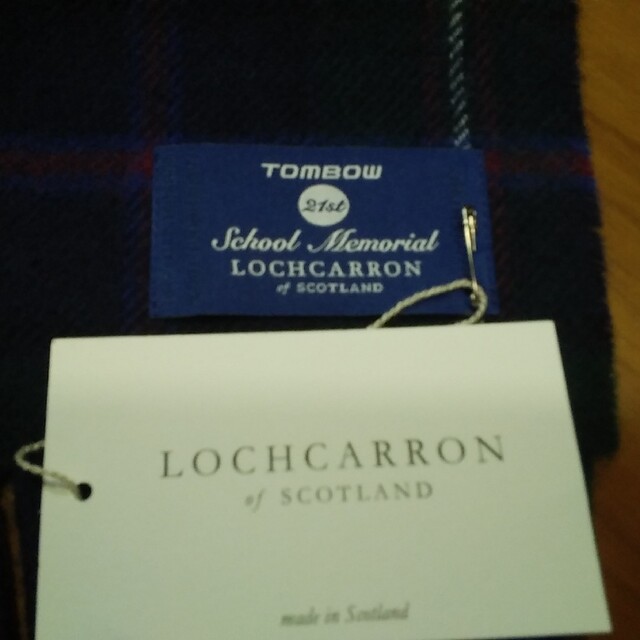 TOMBOW
21st
School Memorial
LOCHCARRON
of SCOTLAND
LOCHCARRON
of SCOTLAND
made in Scotland